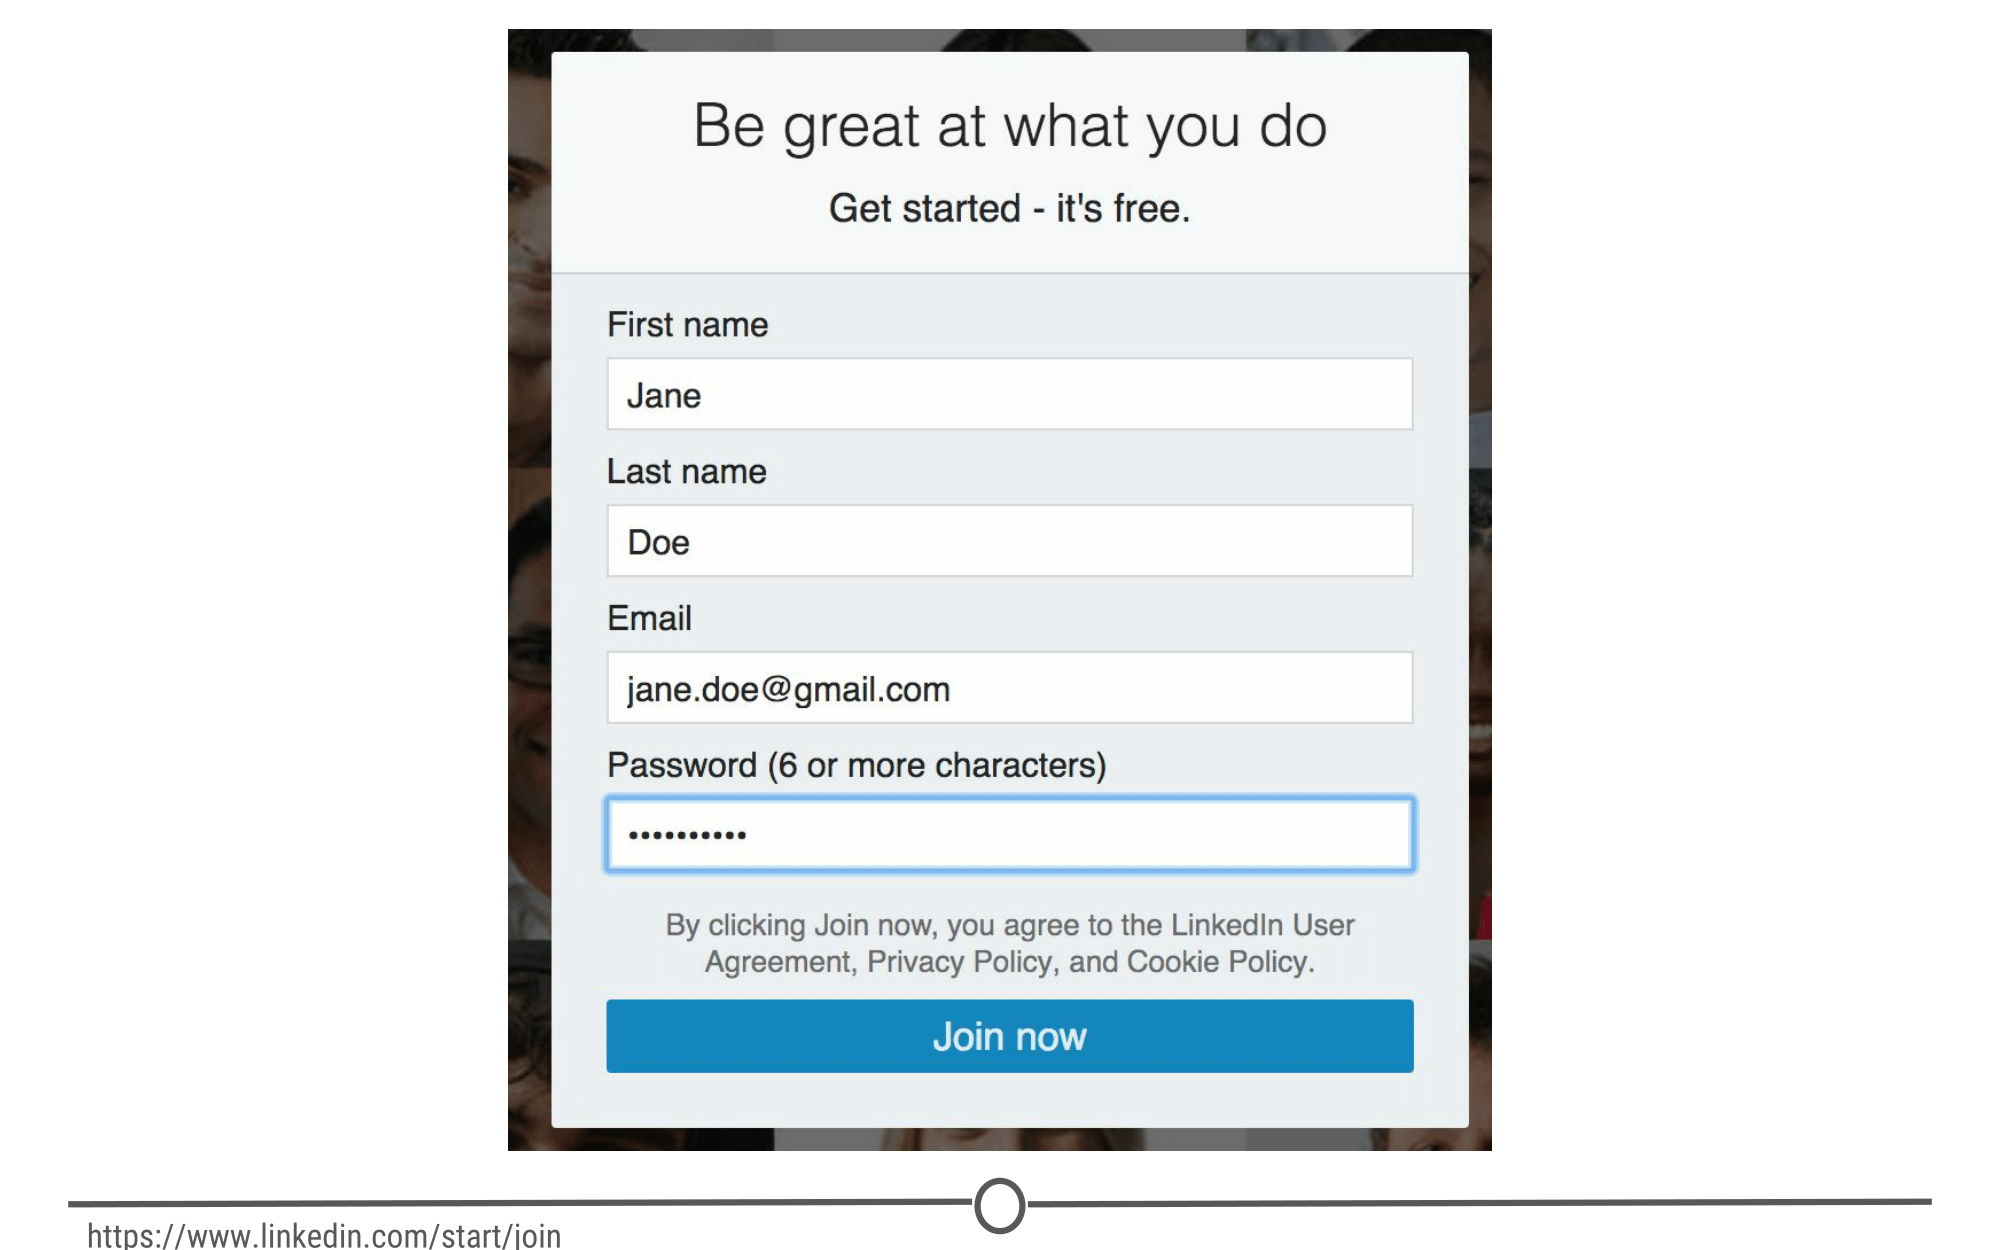 Be great at what you do
Get started - it's free.
First name
Jane
Last name
Doe
Email
jane.doe@gmail.com
Password (6 or more characters)
••••••••••
By clicking Join now, you agree to the LinkedIn User
Agreement, Privacy Policy, and Cookie Policy.
Join now
https://www.linkedin.com/start/join